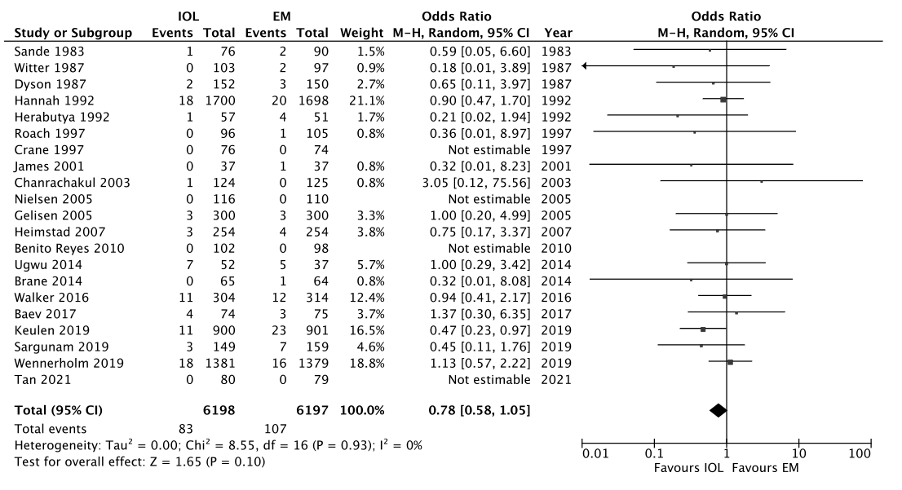 IOL EM Odds Ratio Odds Ratio
Study or Subgroup Events Total Events Total Weight M-H, Random, 95% CI Year M-H, Random, 95% CI
Sande 1983 1 76 2 90 1.5% 0.59 [0.05, 6.60] 1983
Witter 1987 0 103 2 97 0.9% 0.18 [0.01, 3.89] 1987
Dyson 1987 2 152 3 150 2.7% 0.65 [0.11, 3.97] 1987
Hannah 1992 18 1700 20 1698 21.1% 0.90 [0.47, 1.70] 1992
Herabutya 1992 1 57 4 51 1.7% 0.21 [0.02, 1.94] 1992
Roach 1997 0 96 1 105 0.8% 0.36 [0.01, 8.97] 1997
Crane 1997 0 76 0 74 Not estimable 1997
James 2001 0 37 1 37 0.8% 0.32 [0.01, 8.23] 2001
Chanrachakul 2003 1 124 0 125 0.8% 3.05 [0.12, 75.56] 2003
Nielsen 2005 0 116 0 110 Not estimable 2005
Gelisen 2005 3 300 3 300 3.3% 1.00 [0.20, 4.99] 2005
Heimstad 2007 3 254 4 254 3.8% 0.75 [0.17, 3.37] 2007
Benito Reyes 2010 0 102 0 98 Not estimable 2010
Ugwu 2014 7 52 5 37 5.7% 1.00 [0.29, 3.42] 2014
Brane 2014 0 65 1 64 0.8% 0.32 [0.01, 8.08] 2014
Walker 2016 11 304 12 314 12.4% 0.94 [0.41, 2.17] 2016
Baev 2017 4 74 3 75 3.7% 1.37 [0.30, 6.35] 2017
Keulen 2019 11 900 23 901 16.5% 0.47 [0.23, 0.97] 2019
Sargunam 2019 3 149 7 159 4.6% 0.45 [0.11, 1.76] 2019
Wennerholm 2019 18 1381 16 1379 18.8% 1.13 [0.57, 2.22] 2019
Tan 2021 0 80 0 79 Not estimable 2021
Total (95% CI) 6198 6197 100.0% 0.78 [0.58, 1.05]
Total events 83 107
Heterogeneity: Tau² = 0.00; Chi² = 8.55, df = 16 (P = 0.93); I² = 0%
Test for overall effect: Z = 1.65 (P = 0.10)
0.01 0.1 1 10 100
Favours IOL Favours EM